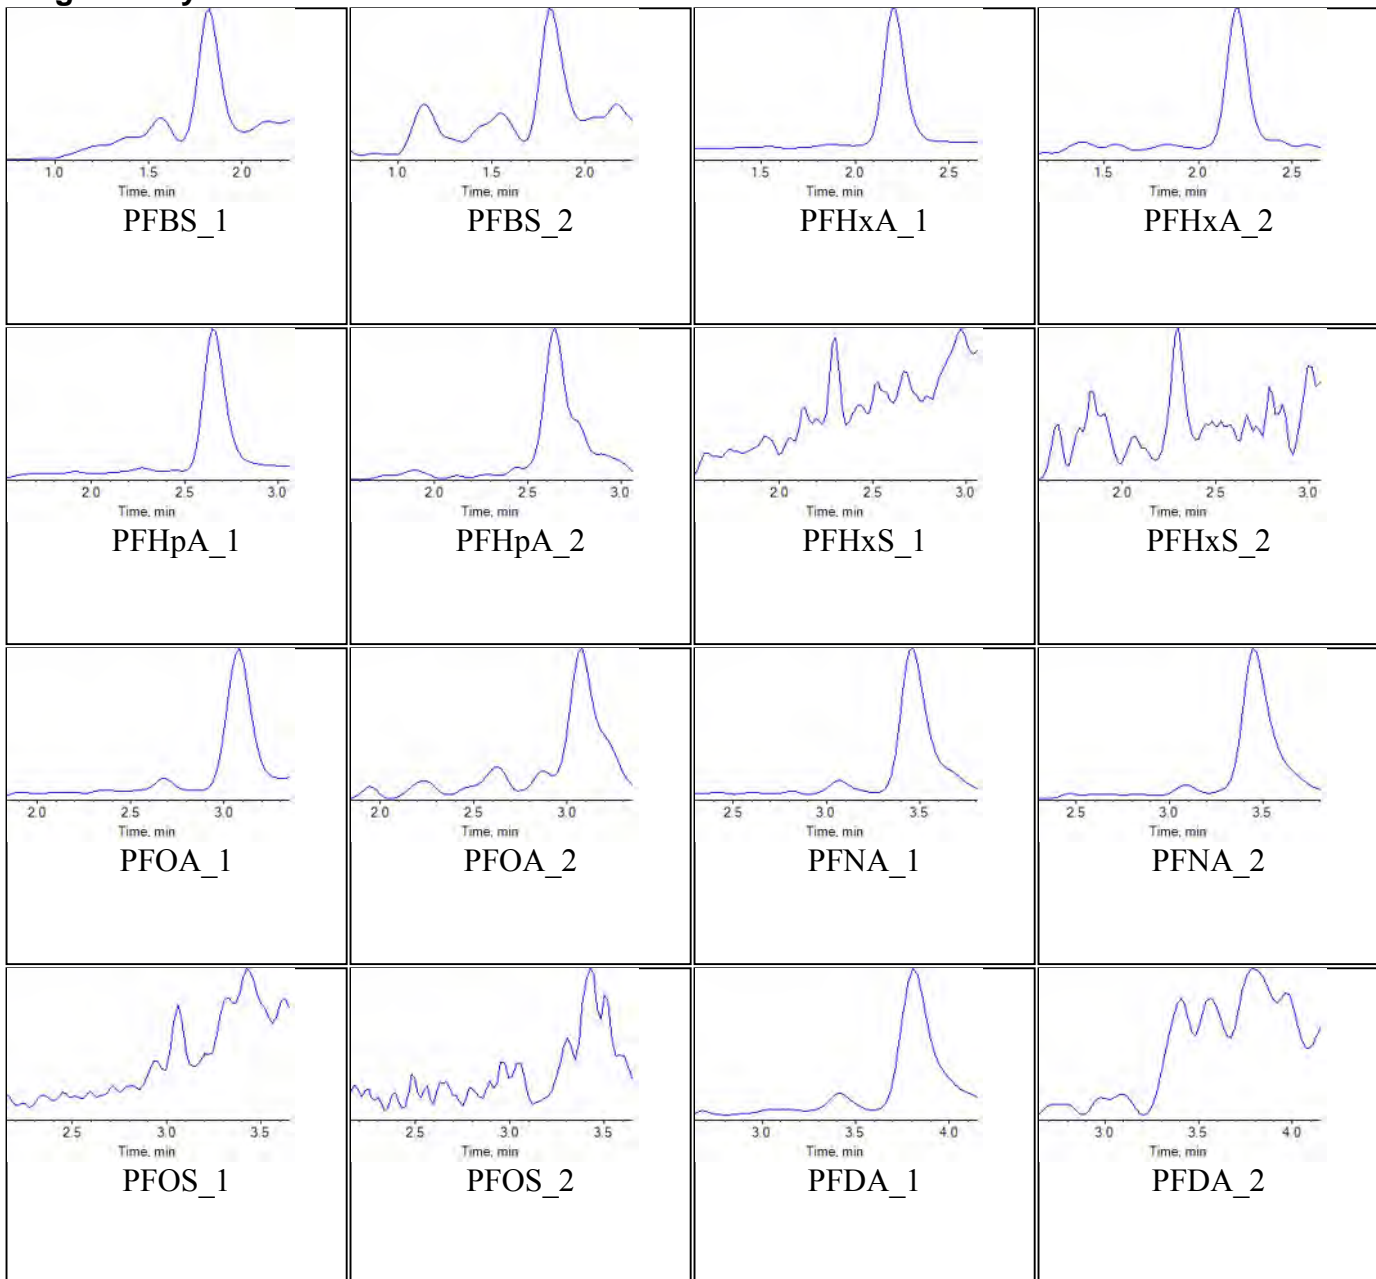 1.0 1.5 2.0
Time, min
PFBS_1
1.0 1.5 2.0
Time, min
PFBS_2
1.5 2.0 2.5
Time, min
PFHxA_1
1.5 2.0 2.5
Time, min
PFHxA_2
2.0 2.5 3.0
Time, min
PFHpA_1
2.0 2.5 3.0
Time, min
PFHpA_2
2.0 2.5 3.0
Time, min
PFHxS_1
2.0 2.5 3.0
Time, min
PFHxS_2
2.0 2.5 3.0
Time, min
PFOA_1
2.0 2.5 3.0
Time, min
PFOA_2
2.5 3.0 3.5
Time, min
PFNA_1
2.5 3.0 3.5
Time, min
PFNA_2
2.5 3.0 3.5
Time, min
PFOS_1
2.5 3.0 3.5
Time, min
PFOS_2
3.0 3.5 4.0
Time, min
PFDA_1
3.0 3.5 4.0
Time, min
PFDA_2